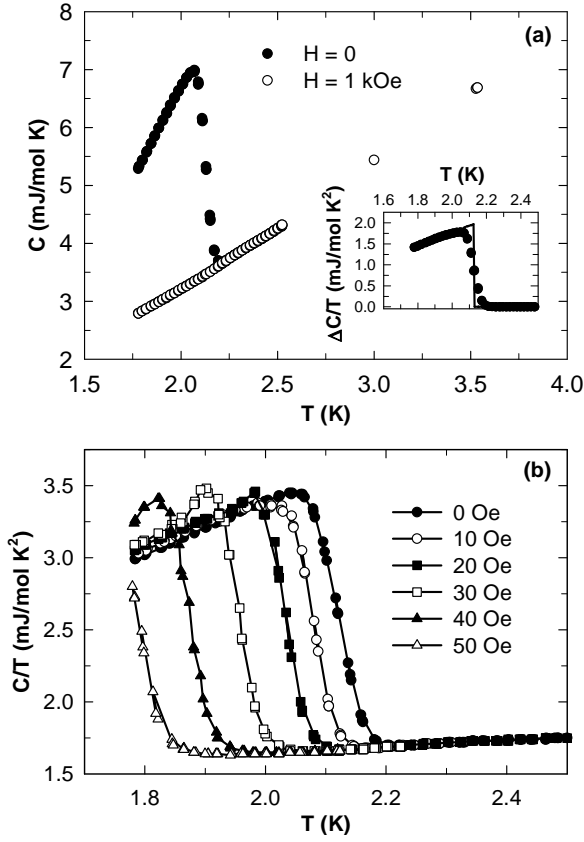 (a)
H = 0
H = 1 kOe
C (mJ/mol K)
8
7
6
5
4
3
2
1.5 2.0 2.5 3.0 3.5 4.0
T (K)
T (K)
1.6 2.0 2.4
ΔC/T (mJ/mol K²)
2.0
1.5
1.0
0.5
0.0
(b)
0 Oe
10 Oe
20 Oe
30 Oe
40 Oe
50 Oe
C/T (mJ/mol K²)
3.5
3.0
2.5
2.0
1.5
1.8 2.0 2.2 2.4
T (K)